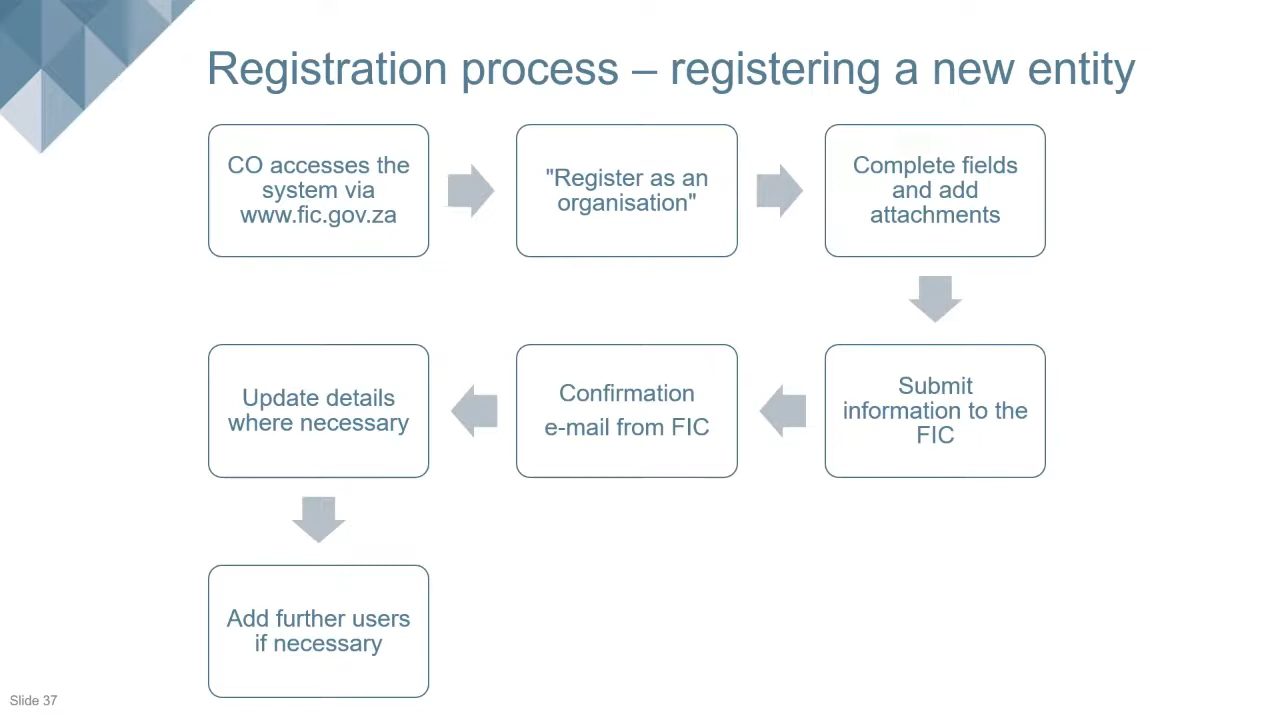 Registration process – registering a new entity
CO accesses the
system via
www.fic.gov.za
"Register as an
organisation"
Complete fields
and add
attachments
Submit
information to the
FIC
Confirmation
e-mail from FIC
Update details
where necessary
Add further users
if necessary
Slide 37